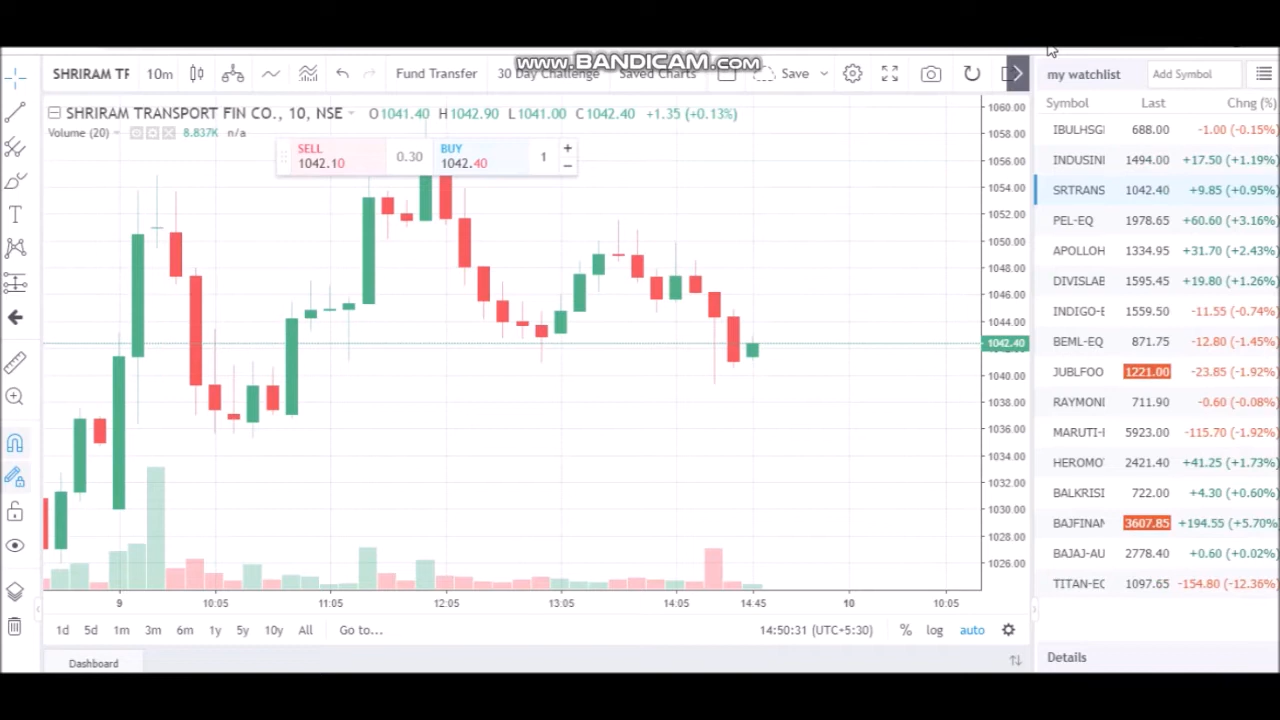 www.BANDICAM.com
SHRIRAM TF 10m Fund Transfer 30 Day Challenge Saved Charts Save
SHRIRAM TRANSPORT FIN CO., 10, NSE O1041.40 H1042.90 L1041.00 C1042.40 +1.35 (+0.13%)
Volume (20) 8.837K n/a
SELL
1042.10
0.30
BUY
1042.40
1
+
−
1060.00
1058.00
1056.00
1054.00
1052.00
1050.00
1048.00
1046.00
1044.00
1042.40
1040.00
1038.00
1036.00
1034.00
1032.00
1030.00
1028.00
1026.00
9 10:05 11:05 12:05 13:05 14:05 14:45 10 10:05
1d 5d 1m 3m 6m 1y 5y 10y All Go to... 14:50:31 (UTC+5:30) % log auto
Dashboard
my watchlist Add Symbol
Symbol Last Chng (%)
IBULHSG 688.00 -1.00 (-0.15%)
INDUSINI 1494.00 +17.50 (+1.19%)
SRTRANS 1042.40 +9.85 (+0.95%)
PEL-EQ 1978.65 +60.60 (+3.16%)
APOLLOH 1334.95 +31.70 (+2.43%)
DIVISLAB 1595.45 +19.80 (+1.26%)
INDIGO-E 1559.50 -11.55 (-0.74%)
BEML-EQ 871.75 -12.80 (-1.45%)
JUBLFOO 1221.00 -23.85 (-1.92%)
RAYMONI 711.90 -0.60 (-0.08%)
MARUTI-I 5923.00 -115.70 (-1.92%)
HEROMO 2421.40 +41.25 (+1.73%)
BALKRISI 722.00 +4.30 (+0.60%)
BAJFINAN 3607.85 +194.55 (+5.70%)
BAJAJ-AU 2778.40 +0.60 (+0.02%)
TITAN-EQ 1097.65 -154.80 (-12.36%)
Details